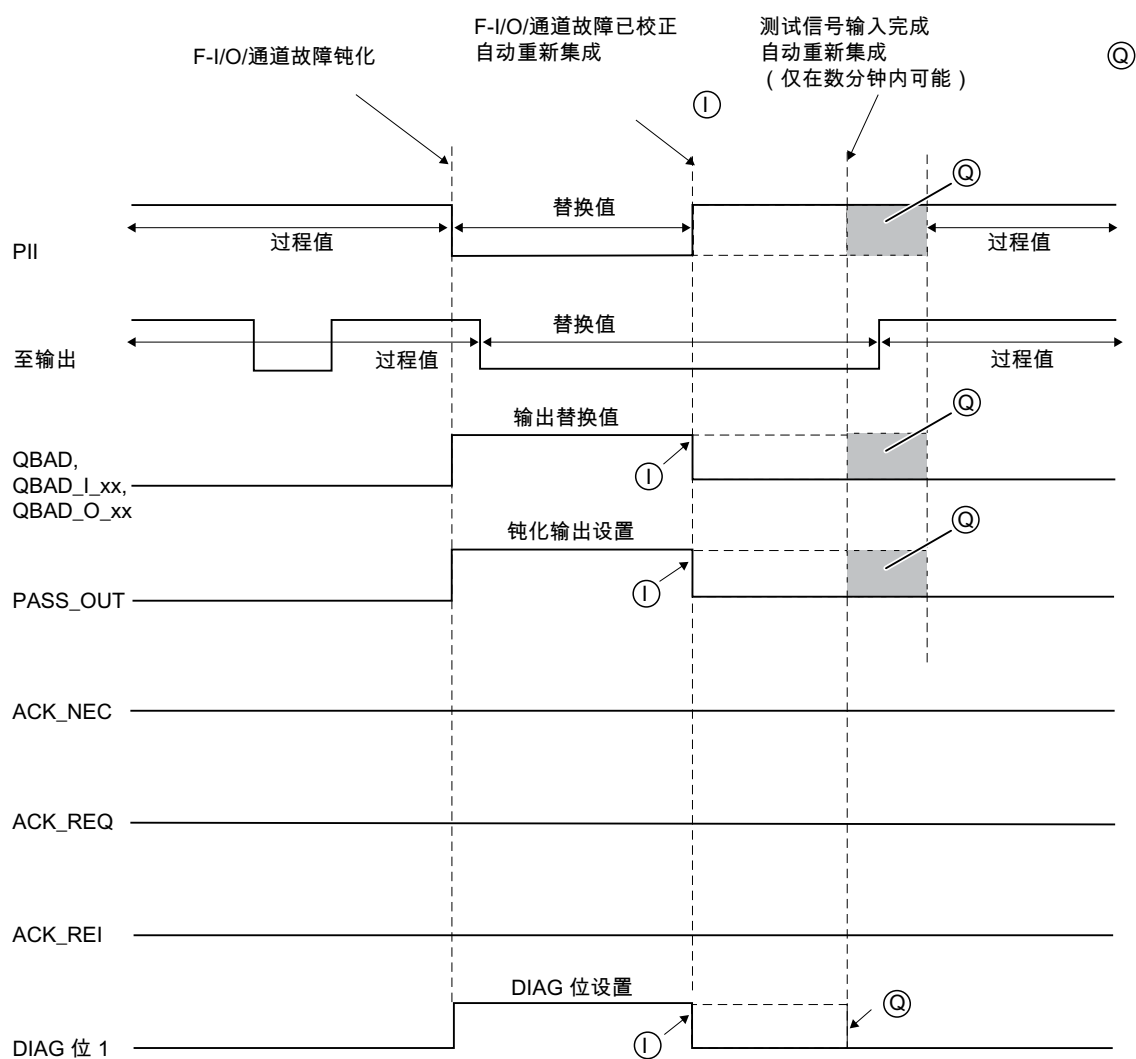 F-I/O/通道故障钝化
F-I/O/通道故障已校正
自动重新集成
测试信号输入完成
自动重新集成
（仅在数分钟内可能）
Ⓠ
Ⓘ
Ⓠ
替换值
过程值
过程值
PII
替换值
过程值
过程值
至输出
Ⓠ
输出替换值
QBAD,
QBAD_I_xx,
QBAD_O_xx
Ⓘ
Ⓠ
钝化输出设置
Ⓘ
PASS_OUT
ACK_NEC
ACK_REQ
ACK_REI
DIAG 位设置
Ⓠ
Ⓘ
DIAG 位 1